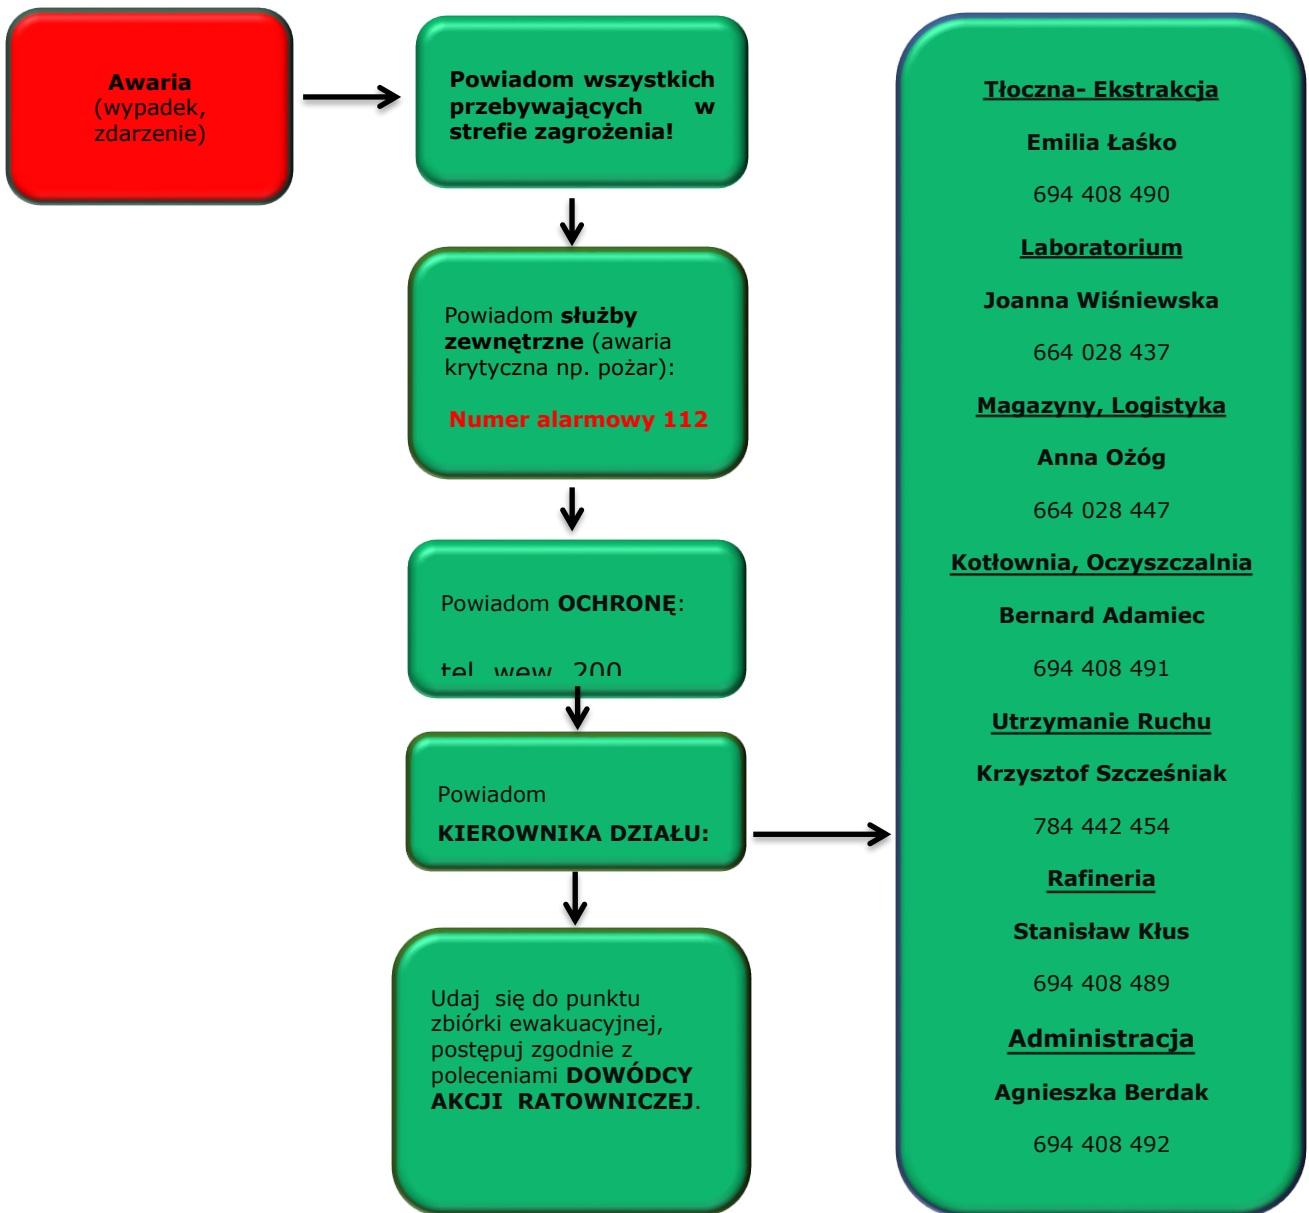 Awaria
(wypadek,
zdarzenie)
Powiadom wszystkich
przebywających w
strefie zagrożenia!
Powiadom służby
zewnętrzne (awaria
krytyczna np. pożar):
Numer alarmowy 112
Powiadom OCHRONĘ:
tel. wew. 200
Powiadom
KIEROWNIKA DZIAŁU:
Udaj się do punktu
zbiórki ewakuacyjnej,
postępuj zgodnie z
poleceniami DOWÓDCY
AKCJI RATOWNICZEJ.
Tłoczna- Ekstrakcja
Emilia Łaśko
694 408 490
Laboratorium
Joanna Wiśniewska
664 028 437
Magazyny, Logistyka
Anna Ożóg
664 028 447
Kotłownia, Oczyszczalnia
Bernard Adamiec
694 408 491
Utrzymanie Ruchu
Krzysztof Szcześniak
784 442 454
Rafineria
Stanisław Kłus
694 408 489
Administracja
Agnieszka Berdak
694 408 492